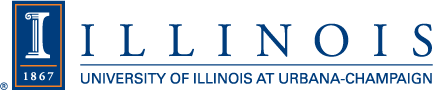 ILLINOIS
1867
UNIVERSITY OF ILLINOIS AT URBANA-CHAMPAIGN
®